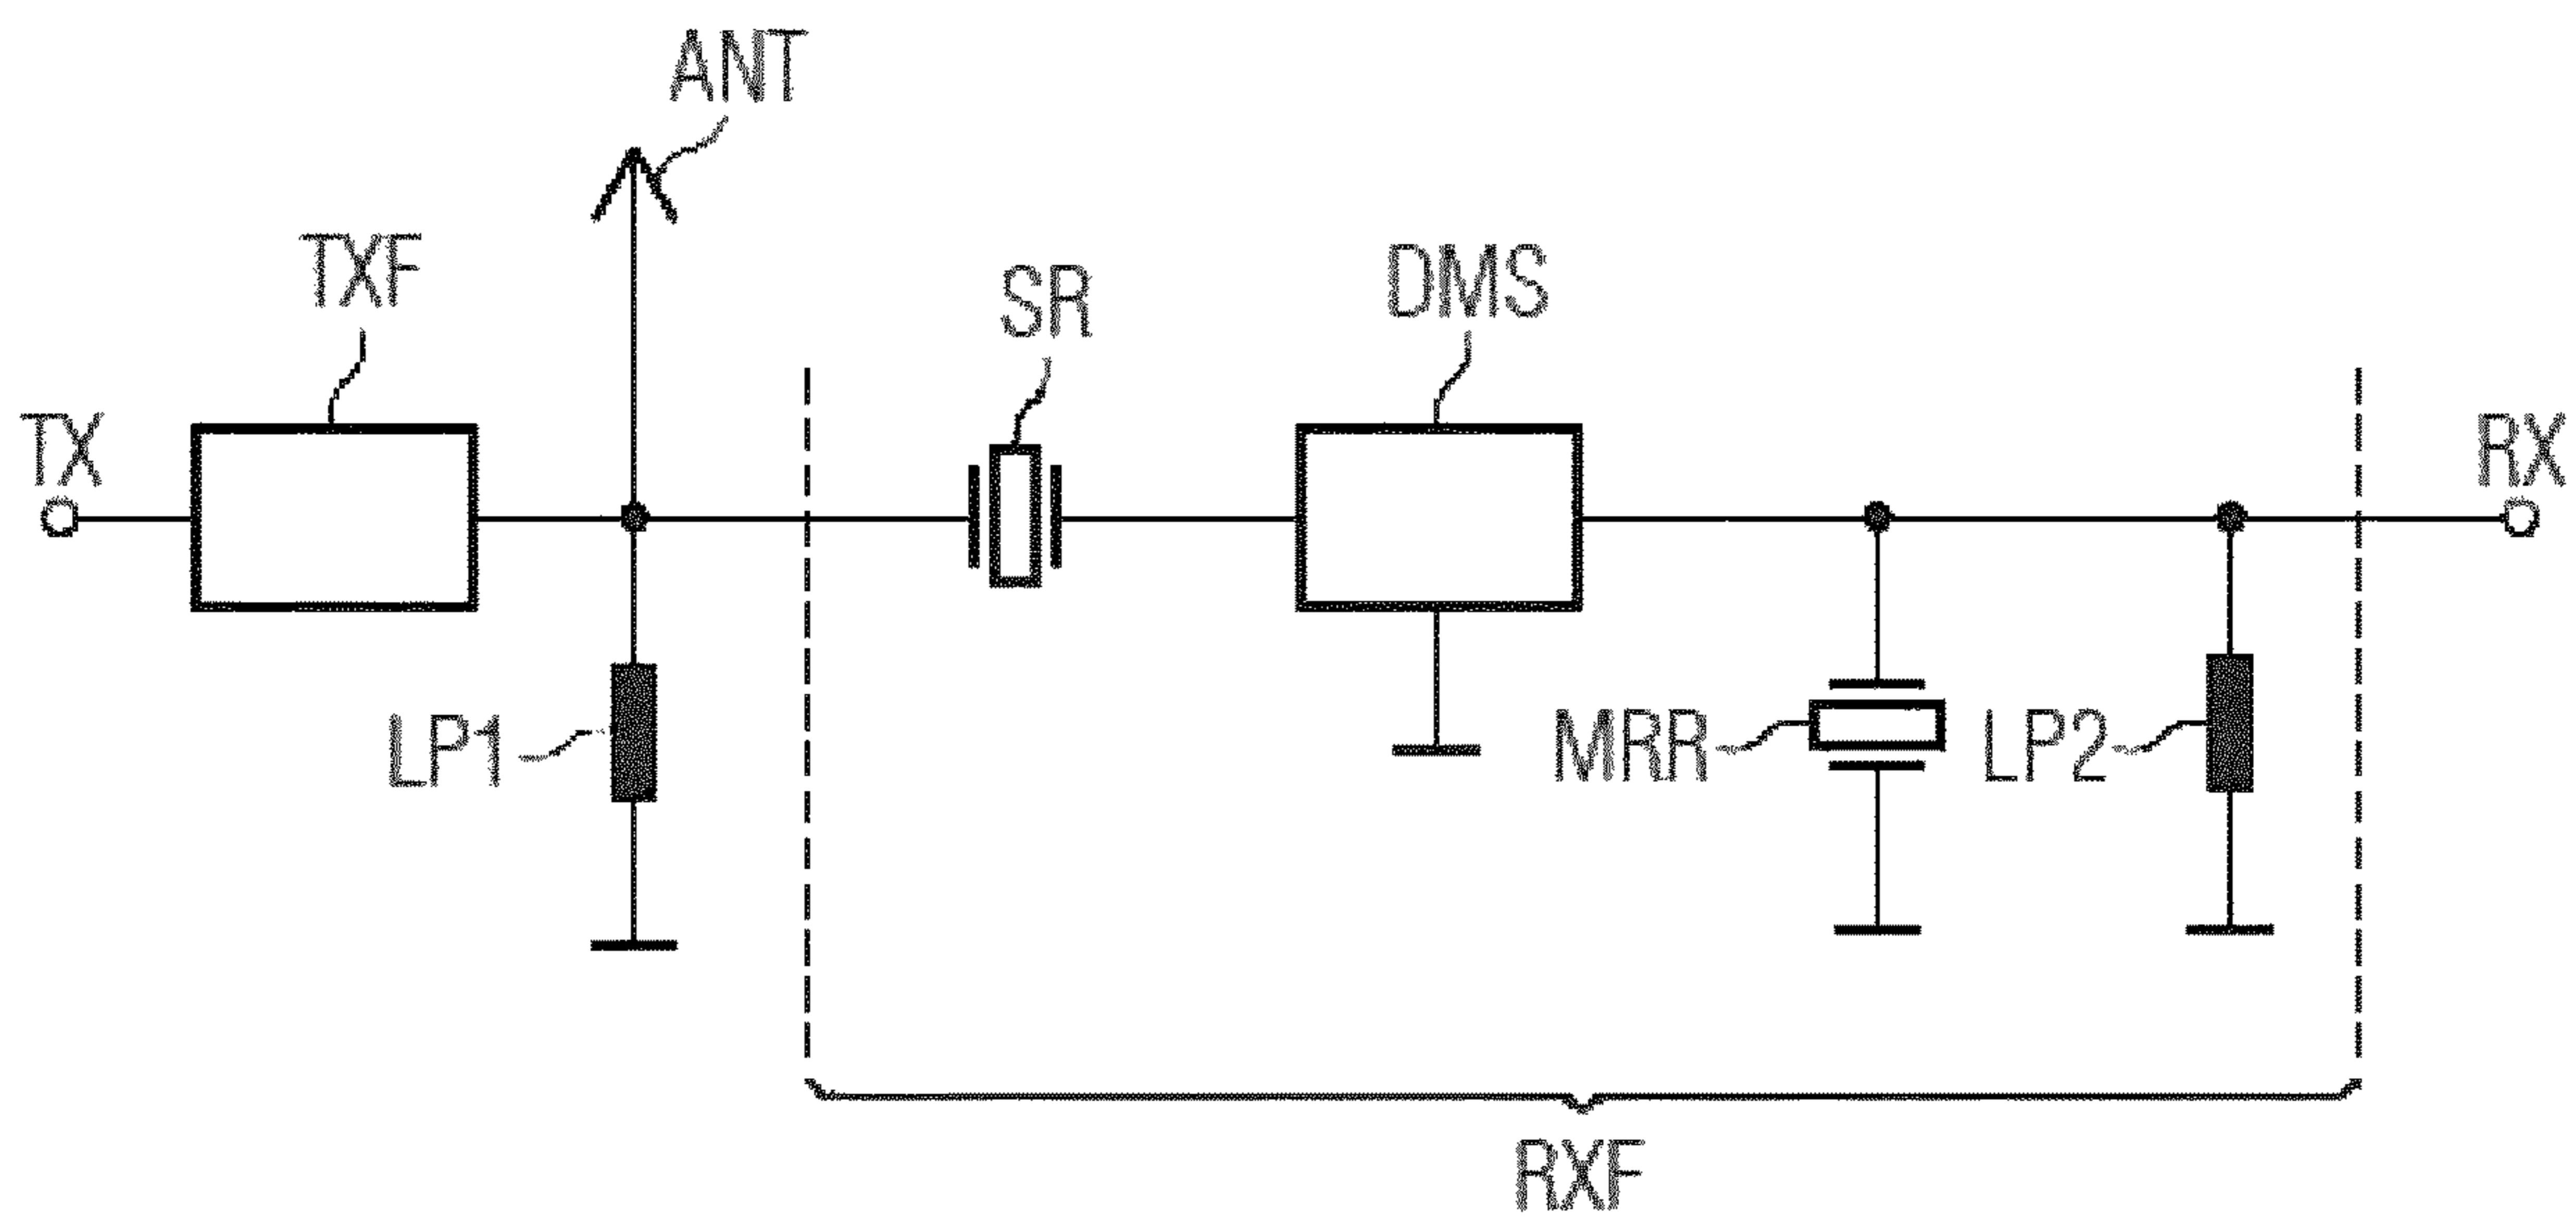 ANT
TXF
SR
DMS
TX
RX
LP1
MRR
LP2
RXF